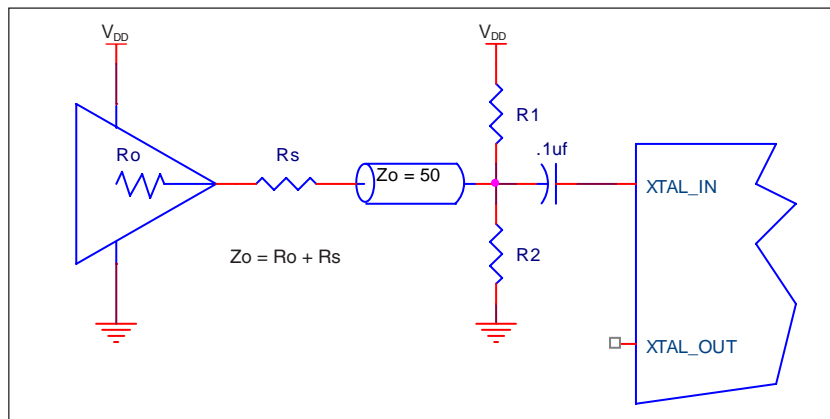 VDD
VDD
R1
.1uf
Ro
Rs
Zo = 50
XTAL_IN
Zo = Ro + Rs
R2
XTAL_OUT